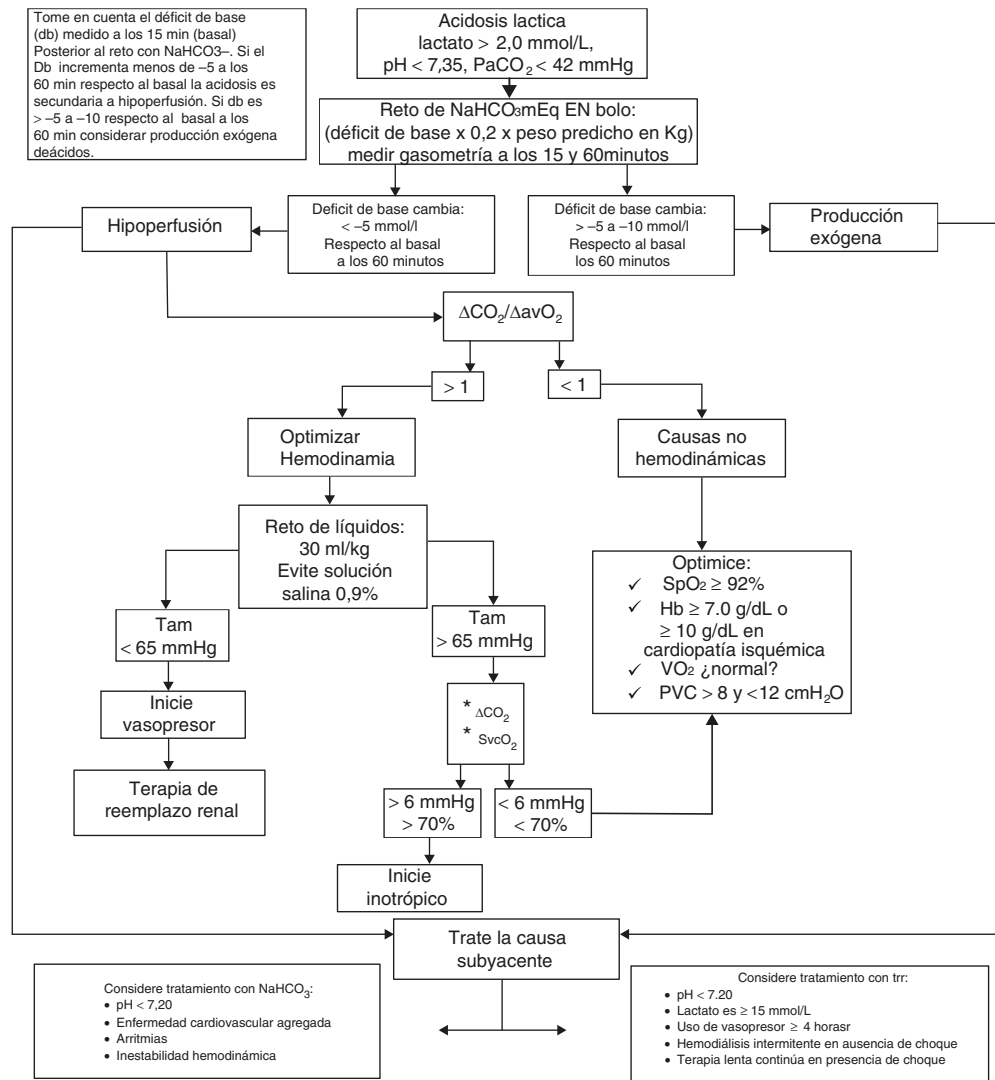 Tome en cuenta el déficit de base
(db) medido a los 15 min (basal)
Posterior al reto con NaHCO3–. Si el
Db incrementa menos de –5 a los
60 min respecto al basal la acidosis es
secundaria a hipoperfusión. Si db es
> –5 a –10 respecto al basal a los
60 min considerar producción exógena
deácidos.
Acidosis lactica
lactato > 2,0 mmol/L,
pH < 7,35, PaCO2 < 42 mmHg
Reto de NaHCO3mEq EN bolo:
(déficit de base x 0,2 x peso predicho en Kg)
medir gasometría a los 15 y 60minutos
Hipoperfusión
Deficit de base cambia:
< –5 mmol/l
Respecto al basal
a los 60 minutos
Déficit de base cambia:
> –5 a –10 mmol/l
Respecto al basal
los 60 minutos
Producción
exógena
ΔCO2/ΔavO2
> 1
< 1
Optimizar
Hemodinamia
Causas no
hemodinámicas
Reto de líquidos:
30 ml/kg
Evite solución
salina 0,9%
Optimice:
✓ SpO2 ≥ 92%
✓ Hb ≥ 7.0 g/dL o
≥ 10 g/dL en
cardiopatía isquémica
✓ VO2 ¿normal?
✓ PVC > 8 y <12 cmH2O
Tam
< 65 mmHg
Tam
> 65 mmHg
Inicie
vasopresor
* ΔCO2
* SvcO2
Terapia de
reemplazo renal
> 6 mmHg
> 70%
< 6 mmHg
< 70%
Inicie
inotrópico
Trate la causa
subyacente
Considere tratamiento con NaHCO3:
• pH < 7,20
• Enfermedad cardiovascular agregada
• Arritmias
• Inestabilidad hemodinámica
Considere tratamiento con trr:
• pH < 7.20
• Lactato es ≥ 15 mmol/L
• Uso de vasopresor ≥ 4 horasr
• Hemodiálisis intermitente en ausencia de choque
• Terapia lenta continúa en presencia de choque